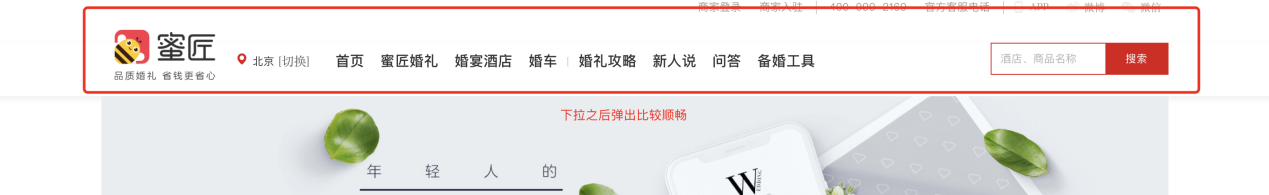 商家登录 商家入驻 400-000-2160 官方客服电话 APP 微博 微信
蜜匠
品质婚礼 省钱更省心
北京 [切换]
首页 蜜匠婚礼 婚宴酒店 婚车 婚礼攻略 新人说 问答 备婚工具
酒店、商品名称
搜索
下拉之后弹出比较顺畅
年 轻 人 的
W